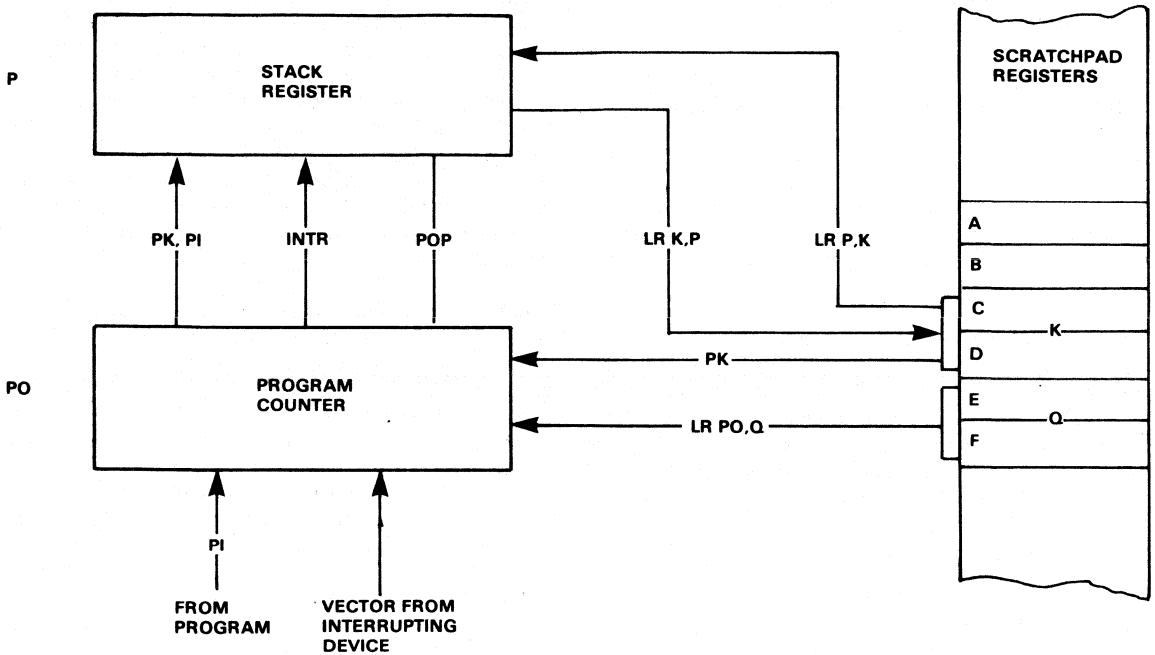 P
STACK
REGISTER
SCRATCHPAD
REGISTERS
PK, PI
INTR
POP
LR K,P
LR P,K
A
B
C
K
D
E
Q
F
PK
LR PO,Q
PO
PROGRAM
COUNTER
PI
FROM
PROGRAM
VECTOR FROM
INTERRUPTING
DEVICE